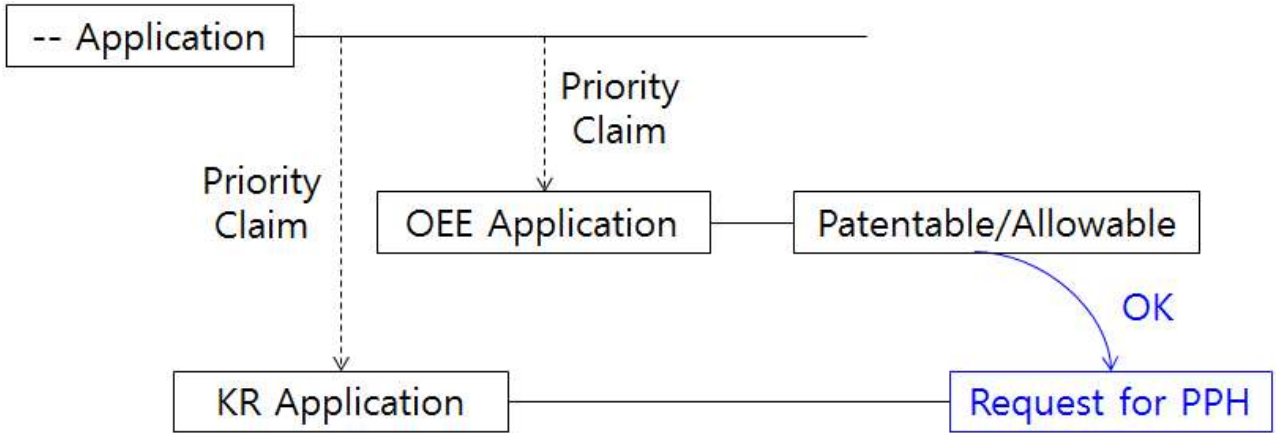 -- Application
Priority
Claim
Priority
Claim
OEE Application
Patentable/Allowable
OK
KR Application
Request for PPH